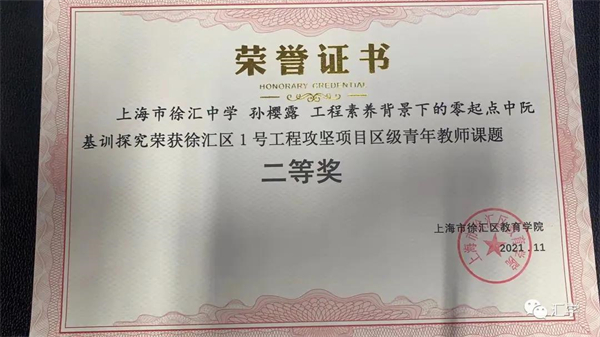 荣誉证书
HONORARY CREDENTIAL
上海市徐汇中学 孙樱露 工程素养背景下的零起点中阮
基训探究荣获徐汇区1号工程攻坚项目区级青年教师课题
二等奖
上海市徐汇区教育学院
2021.11